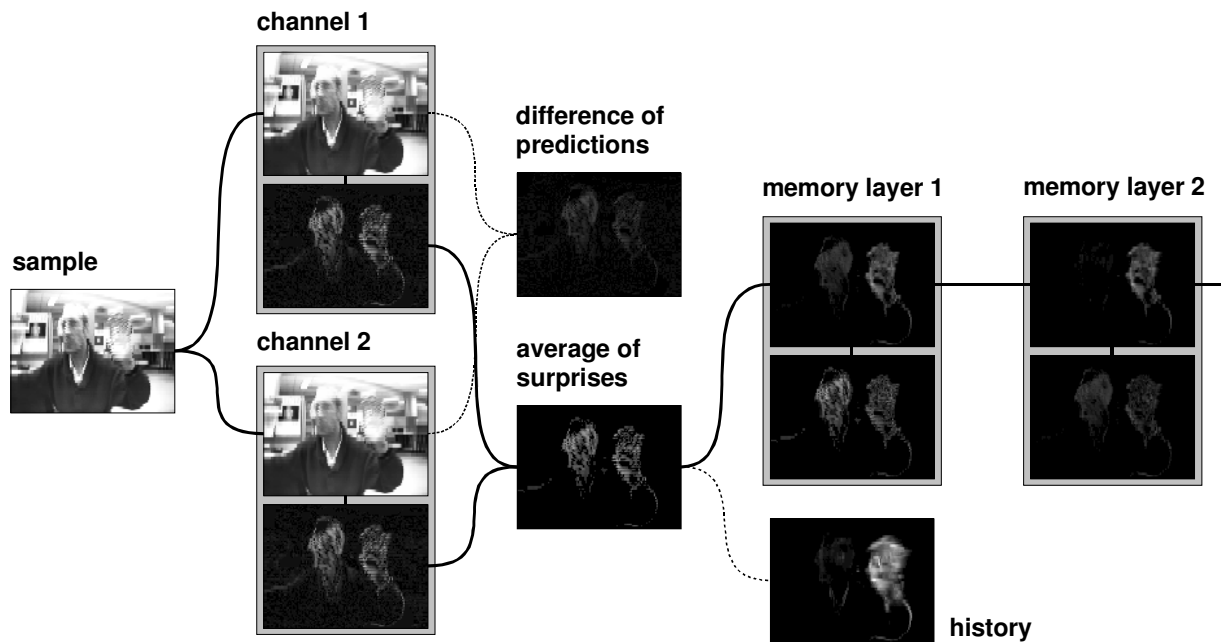 channel 1
difference of
predictions
memory layer 1
memory layer 2
sample
channel 2
average of
surprises
history